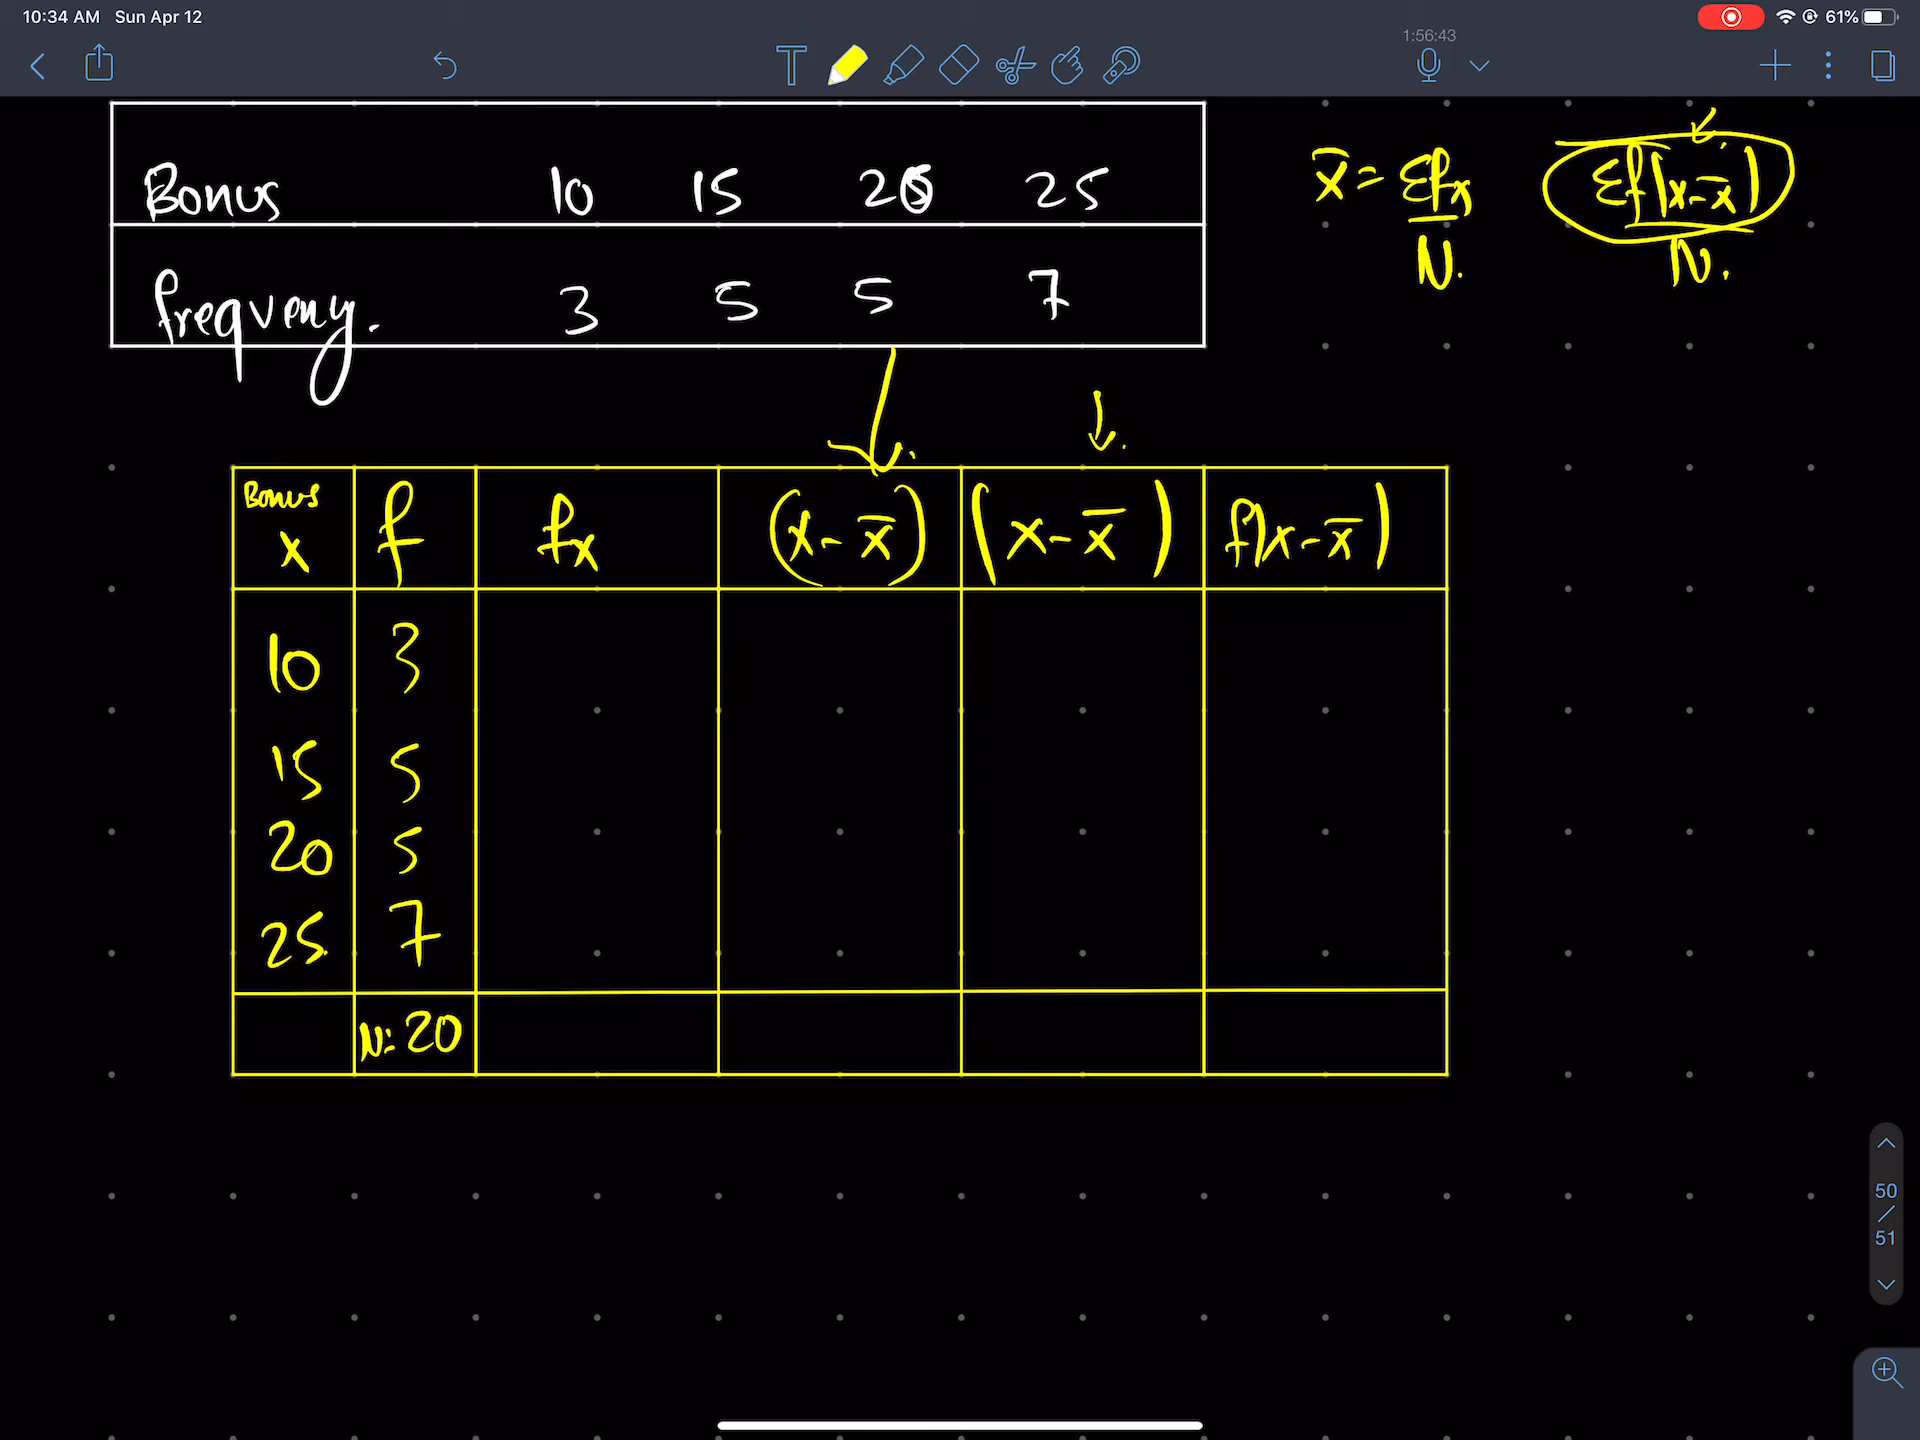 10:34 AM Sun Apr 12
61%
1:56:43
Bonus 10 15 20 25
frequeny. 3 5 5 7
x̄ = Σfx
N.
Σf|x-x̄|
N.
Bonus
x f fx (x-x̄) |x-x̄| f|x-x̄|
10 3
15 5
20 5
25 7
N: 20
50
/
51